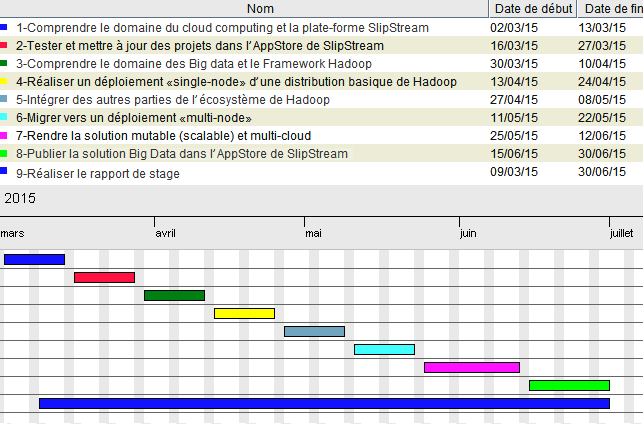 Nom Date de début Date de fin
1-Comprendre le domaine du cloud computing et la plate-forme SlipStream 02/03/15 13/03/15
2-Tester et mettre à jour des projets dans l'AppStore de SlipStream 16/03/15 27/03/15
3-Comprendre le domaine des Big data et le Framework Hadoop 30/03/15 10/04/15
4-Réaliser un déploiement «single-node» d'une distribution basique de Hadoop 13/04/15 24/04/15
5-Intégrer des autres parties de l'écosystème de Hadoop 27/04/15 08/05/15
6-Migrer vers un déploiement «multi-node» 11/05/15 22/05/15
7-Rendre la solution mutable (scalable) et multi-cloud 25/05/15 12/06/15
8-Publier la solution Big Data dans l'AppStore de SlipStream 15/06/15 30/06/15
9-Réaliser le rapport de stage 09/03/15 30/06/15
2015
mars avril mai juin juillet